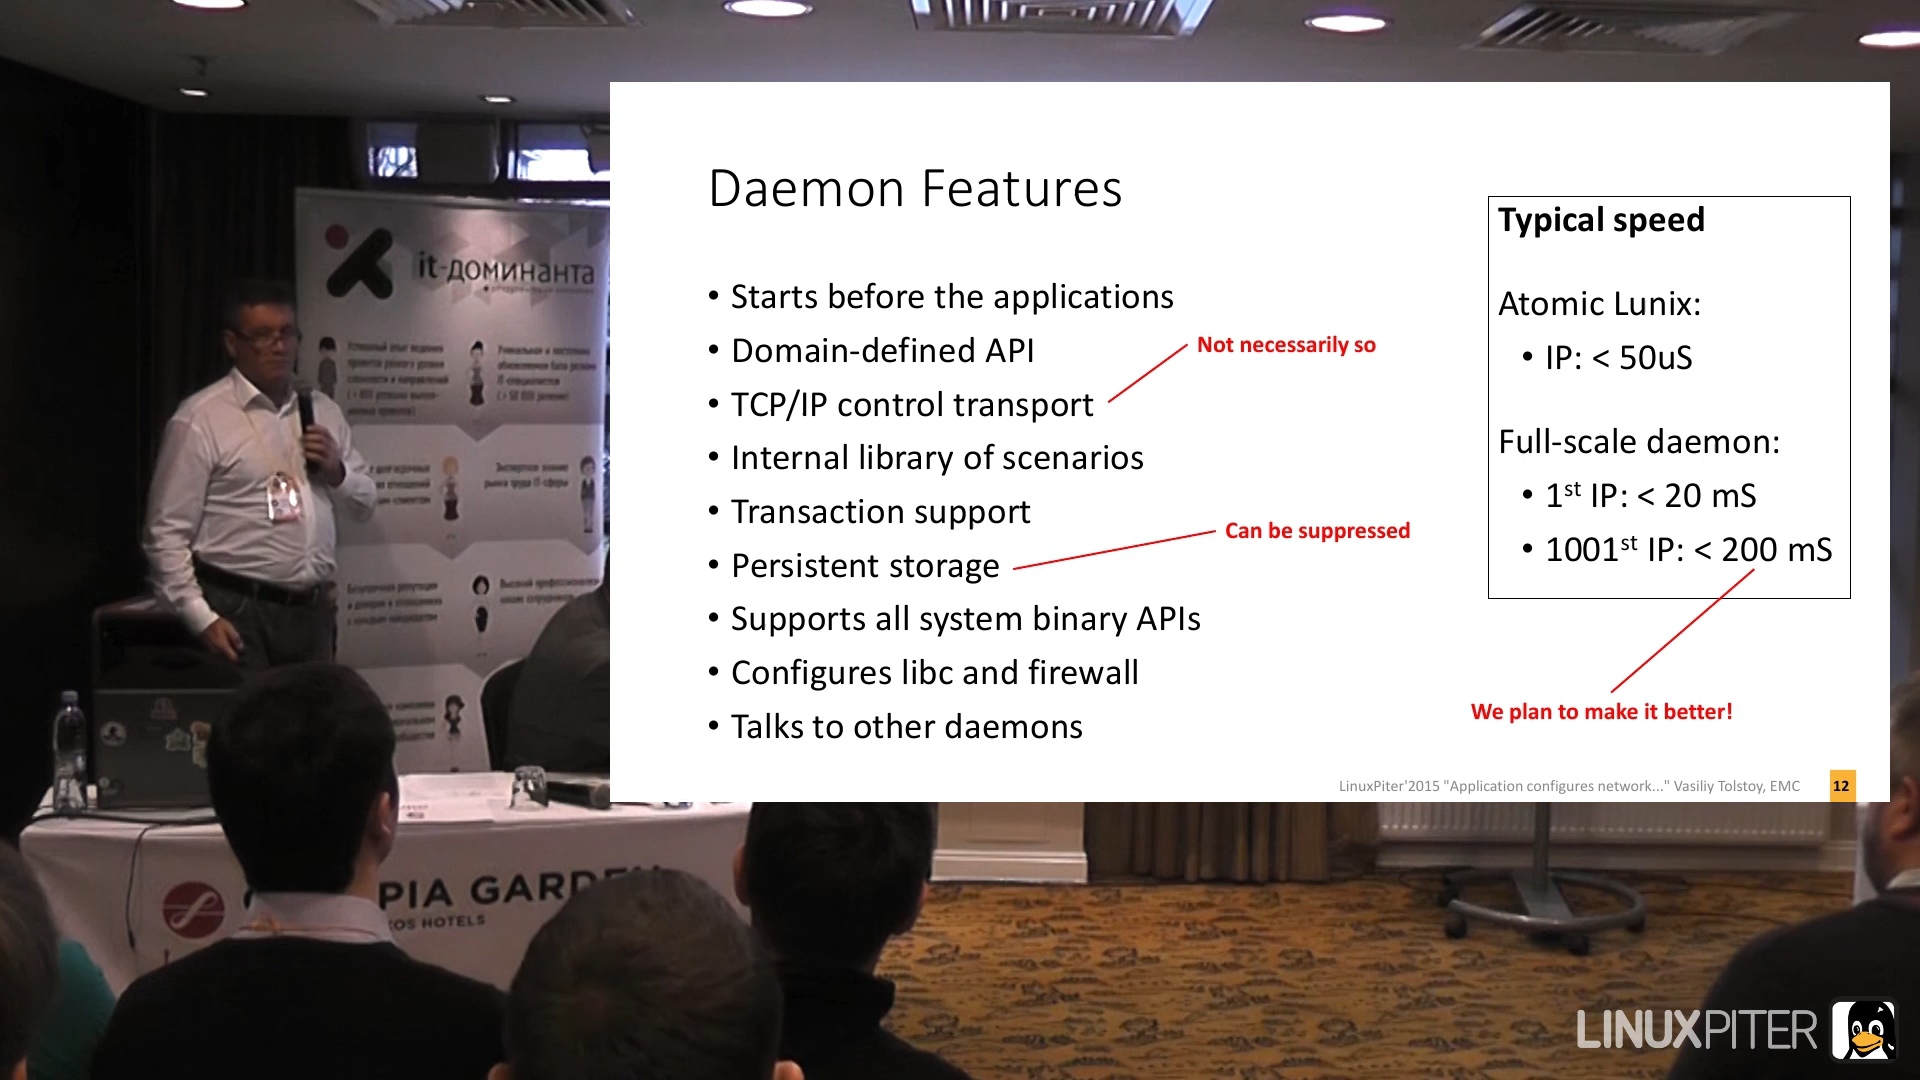 Daemon Features
• Starts before the applications
• Domain-defined API
• TCP/IP control transport
Not necessarily so
• Internal library of scenarios
• Transaction support
• Persistent storage
Can be suppressed
• Supports all system binary APIs
• Configures libc and firewall
• Talks to other daemons
Typical speed
Atomic Lunix:
• IP: < 50uS
Full-scale daemon:
• 1st IP: < 20 mS
• 1001st IP: < 200 mS
We plan to make it better!
LinuxPiter'2015 "Application configures network..." Vasiliy Tolstoy, EMC
12
it-доминанта
PIA GARDEN
KOS HOTELS
LINUXPITER